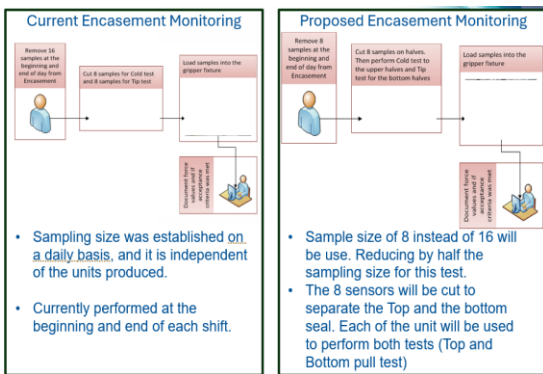 Current Encasement Monitoring
Remove 16
samples at the
beginning and
end of day from
Encasement
Cut 8 samples for Cold test
and 8 samples for Tip test
Load samples into the
gripper fixture
Document force
values and if
acceptance
criteria was met
• Sampling size was established on
a daily basis, and it is independent
of the units produced.
• Currently performed at the
beginning and end of each shift.
Proposed Encasement Monitoring
Remove 8
samples at the
beginning and
end of day from
Encasement
Cut 8 samples on halves.
Then perform Cold test to
the upper halves and Tip
test for the bottom halves
Load samples into the
gripper fixture
Document force
values and if
acceptance
criteria was met
• Sample size of 8 instead of 16 will
be use. Reducing by half the
sampling size for this test.
• The 8 sensors will be cut to
separate the Top and the bottom
seal. Each of the unit will be used
to perform both tests (Top and
Bottom pull test)